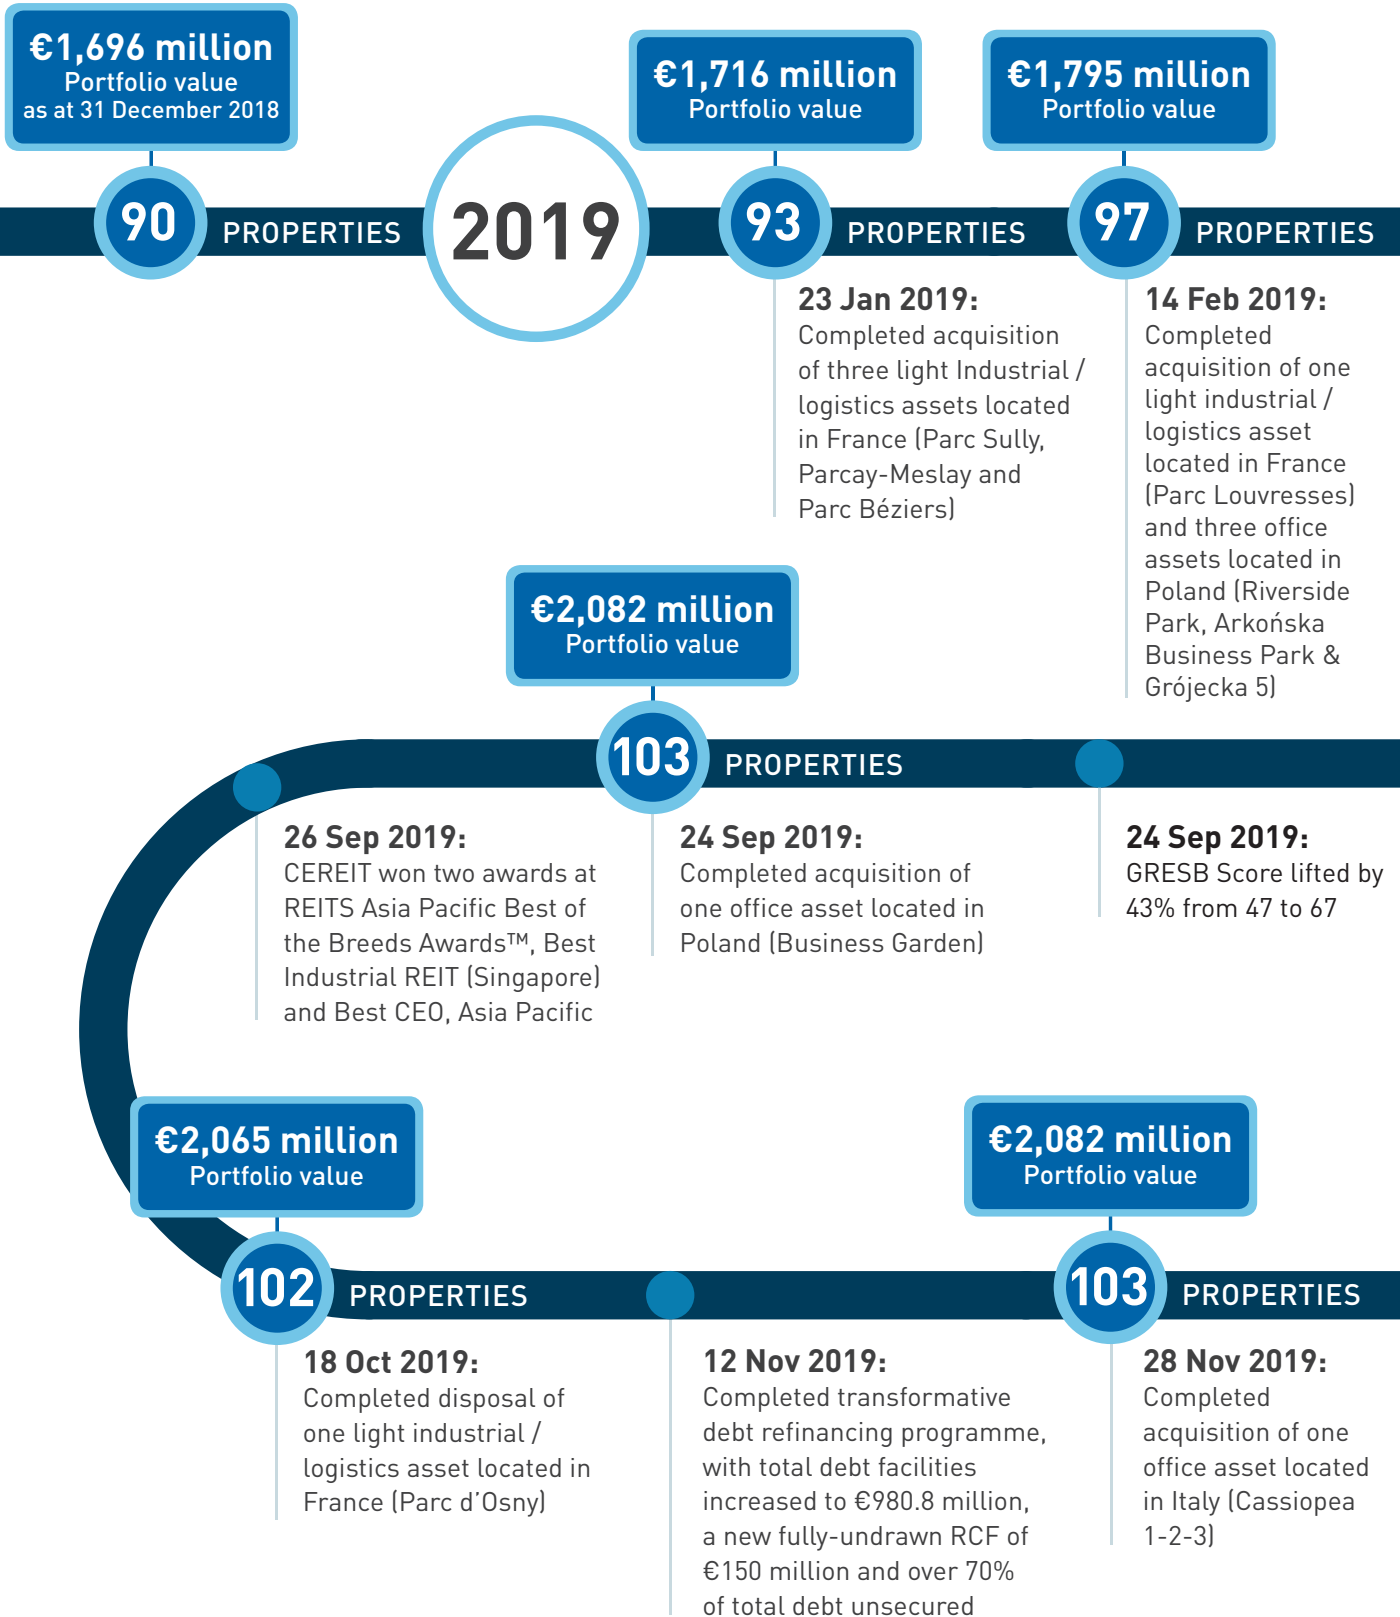 €1,696 million
Portfolio value
as at 31 December 2018
90
PROPERTIES
2019
€1,716 million
Portfolio value
93
PROPERTIES
23 Jan 2019:
Completed acquisition
of three light Industrial /
logistics assets located
in France (Parc Sully,
Parcay-Meslay and
Parc Béziers)
€1,795 million
Portfolio value
97
PROPERTIES
14 Feb 2019:
Completed
acquisition of one
light industrial /
logistics asset
located in France
(Parc Louvresses)
and three office
assets located in
Poland (Riverside
Park, Arkońska
Business Park &
Grójecka 5)
24 Sep 2019:
GRESB Score lifted by
43% from 47 to 67
€2,082 million
Portfolio value
103
PROPERTIES
24 Sep 2019:
Completed acquisition of
one office asset located in
Poland (Business Garden)
26 Sep 2019:
CEREIT won two awards at
REITS Asia Pacific Best of
the Breeds Awards™, Best
Industrial REIT (Singapore)
and Best CEO, Asia Pacific
€2,065 million
Portfolio value
102
PROPERTIES
18 Oct 2019:
Completed disposal of
one light industrial /
logistics asset located in
France (Parc d’Osny)
12 Nov 2019:
Completed transformative
debt refinancing programme,
with total debt facilities
increased to €980.8 million,
a new fully-undrawn RCF of
€150 million and over 70%
of total debt unsecured
€2,082 million
Portfolio value
103
PROPERTIES
28 Nov 2019:
Completed
acquisition of one
office asset located
in Italy (Cassiopea
1-2-3)